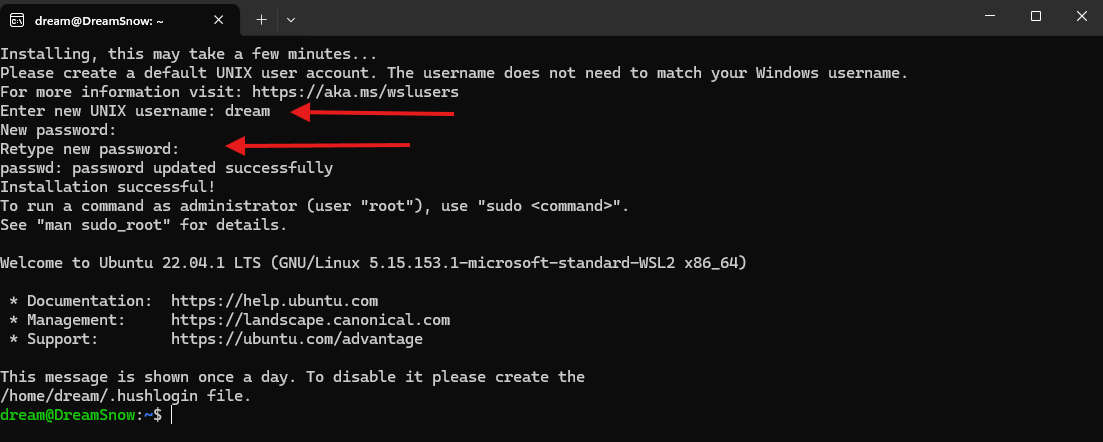 dream@DreamSnow: ~
Installing, this may take a few minutes...
Please create a default UNIX user account. The username does not need to match your Windows username.
For more information visit: https://aka.ms/wslusers
Enter new UNIX username: dream
New password:
Retype new password:
passwd: password updated successfully
Installation successful!
To run a command as administrator (user "root"), use "sudo <command>".
See "man sudo_root" for details.
Welcome to Ubuntu 22.04.1 LTS (GNU/Linux 5.15.153.1-microsoft-standard-WSL2 x86_64)
* Documentation:  https://help.ubuntu.com
* Management:     https://landscape.canonical.com
* Support:        https://ubuntu.com/advantage
This message is shown once a day. To disable it please create the
/home/dream/.hushlogin file.
dream@DreamSnow:~$